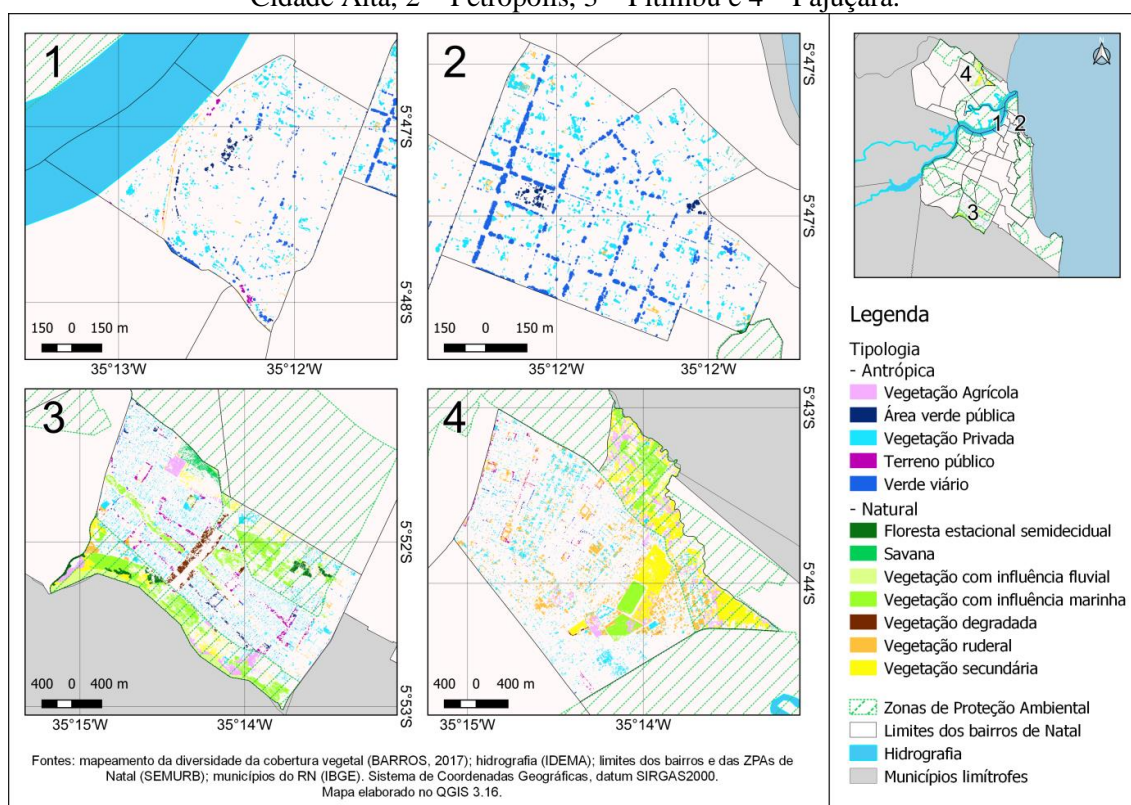 Cidade Alta; 2 – Petrópolis; 3 – Pitimbu e 4 – Pajuçara.
1
5°47'S
5°48'S
150 0 150 m
35°13'W 35°12'W
2
5°47'S
5°47'S
150 0 150 m
35°12'W 35°12'W
3
5°52'S
5°53'S
400 0 400 m
35°15'W 35°14'W
4
5°43'S
5°44'S
400 0 400 m
35°15'W 35°14'W
N
4
1 2
3
Legenda
Tipologia
- Antrópica
Vegetação Agrícola
Área verde pública
Vegetação Privada
Terreno público
Verde viário
- Natural
Floresta estacional semidecidual
Savana
Vegetação com influência fluvial
Vegetação com influência marinha
Vegetação degradada
Vegetação ruderal
Vegetação secundária
Zonas de Proteção Ambiental
Limites dos bairros de Natal
Hidrografia
Municípios limítrofes
Fontes: mapeamento da diversidade da cobertura vegetal (BARROS, 2017); hidrografia (IDEMA); limites dos bairros e das ZPAs de
Natal (SEMURB); municípios do RN (IBGE). Sistema de Coordenadas Geográficas, datum SIRGAS2000.
Mapa elaborado no QGIS 3.16.